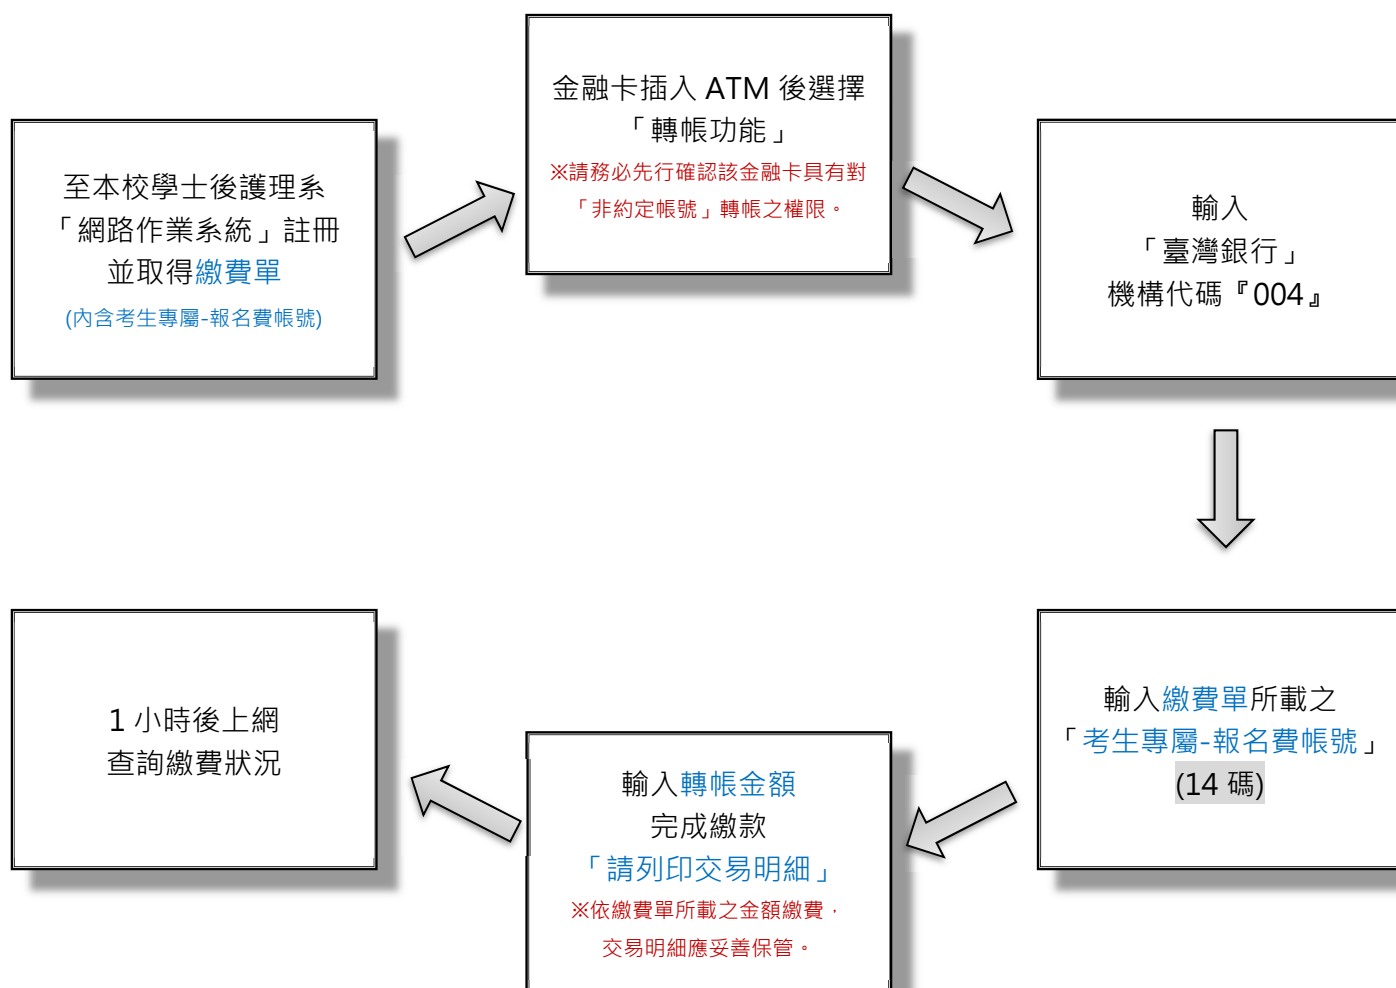 至本校學士後護理系
「網路作業系統」註冊
並取得繳費單
(內含考生專屬-報名費帳號)
金融卡插入 ATM 後選擇
「轉帳功能」
※請務必先行確認該金融卡具有對
「非約定帳號」轉帳之權限。
輸入
「臺灣銀行」
機構代碼『004』
輸入繳費單所載之
「考生專屬-報名費帳號」
(14 碼)
輸入轉帳金額
完成繳款
「請列印交易明細」
※依繳費單所載之金額繳費，
交易明細應妥善保管。
1 小時後上網
查詢繳費狀況